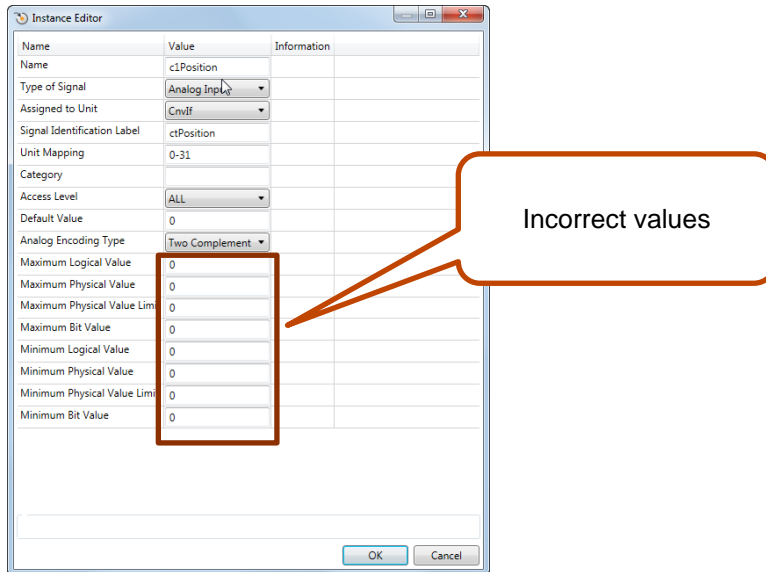 Instance Editor
Name Value Information
Name c1Position
Type of Signal Analog Input
Assigned to Unit CnvIf
Signal Identification Label ctPosition
Unit Mapping 0-31
Category
Access Level ALL
Default Value 0
Analog Encoding Type Two Complement
Maximum Logical Value 0
Maximum Physical Value 0
Maximum Physical Value Limi 0
Maximum Bit Value 0
Minimum Logical Value 0
Minimum Physical Value 0
Minimum Physical Value Limi 0
Minimum Bit Value 0
Incorrect values
OK Cancel